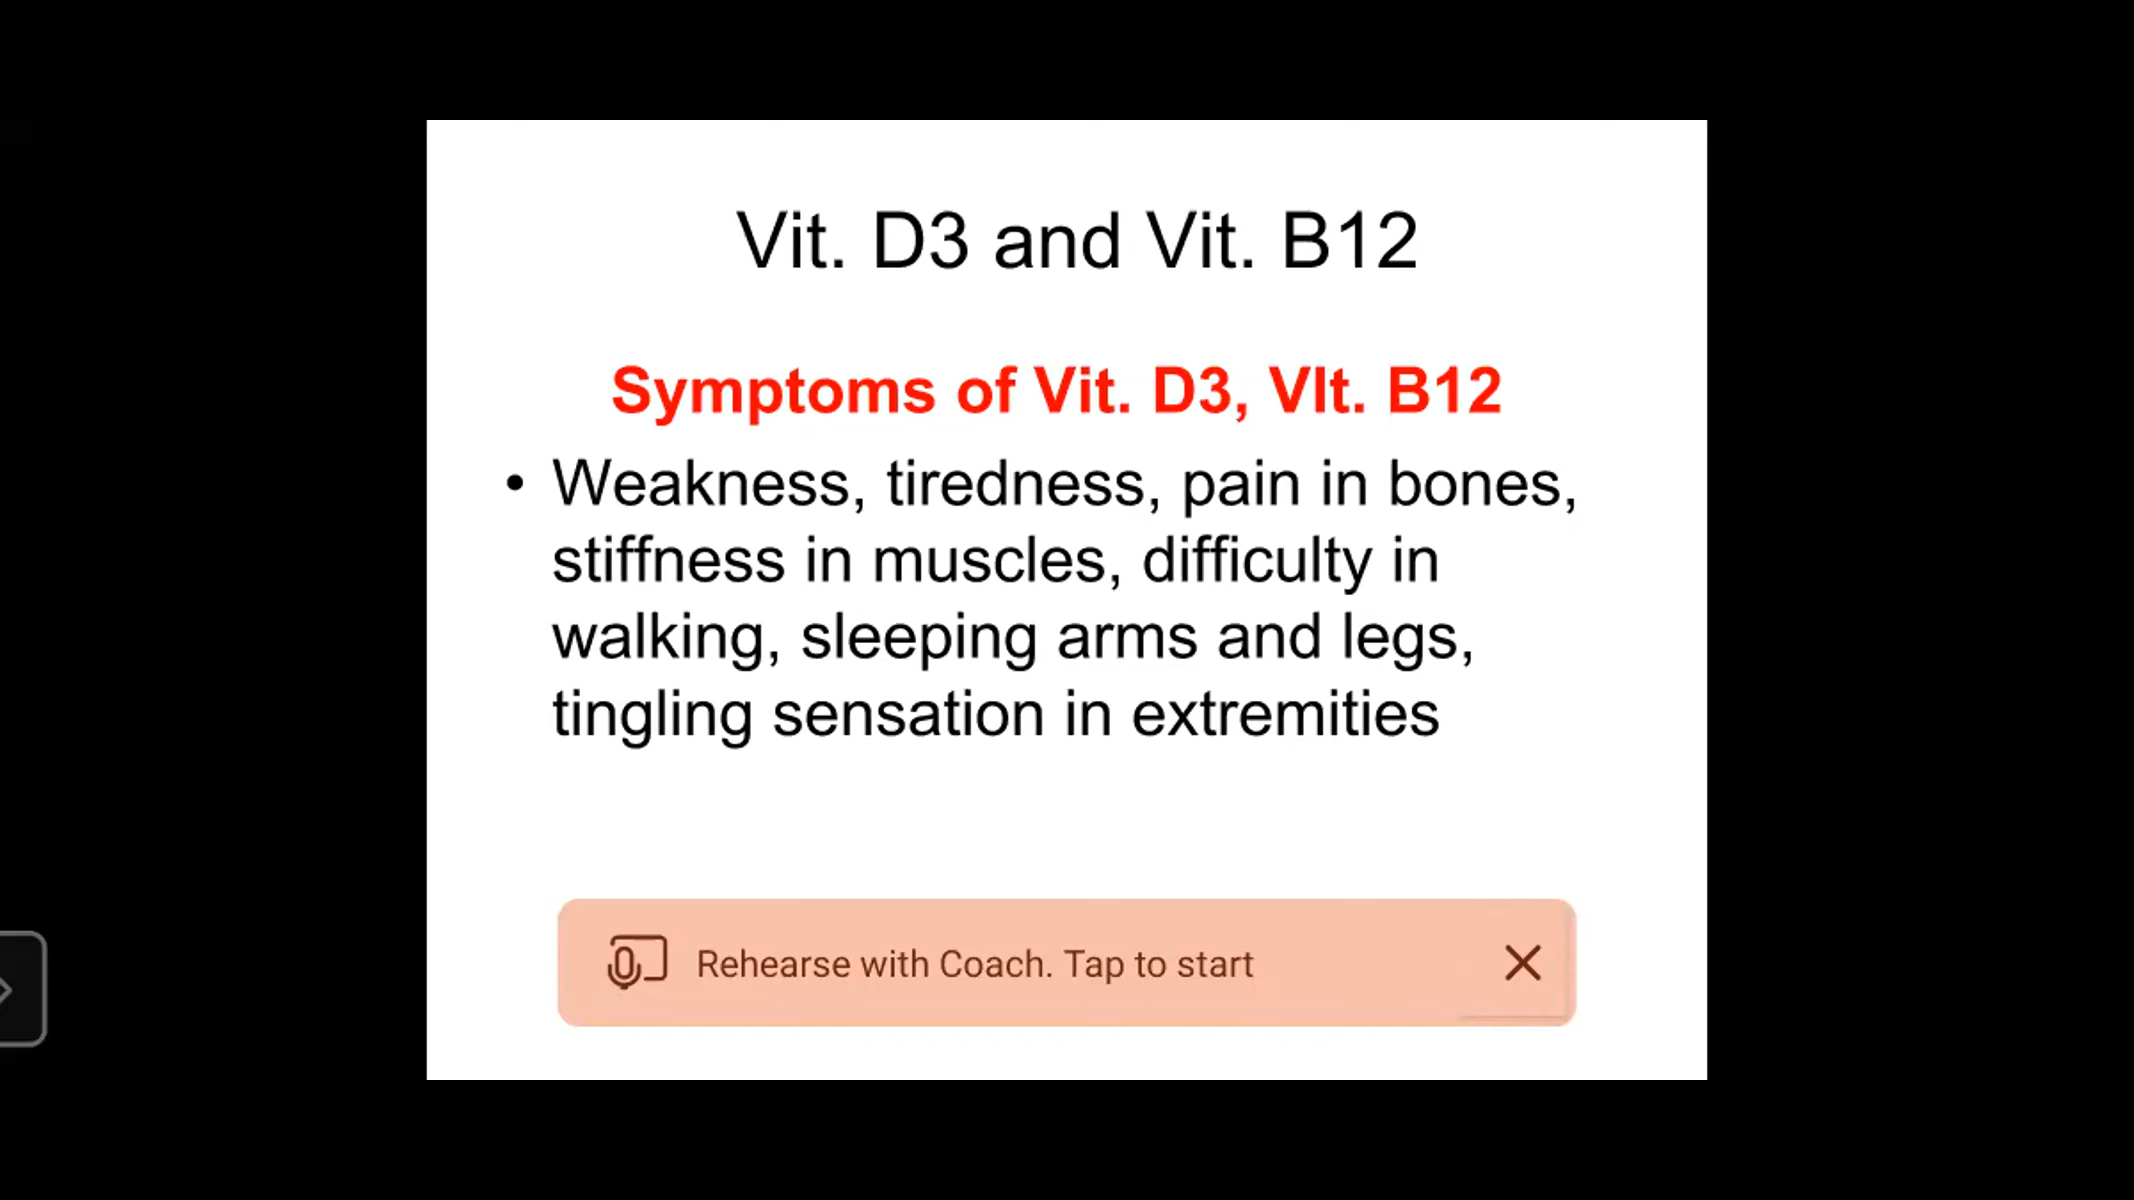 Vit. D3 and Vit. B12
Symptoms of Vit. D3, VIt. B12
• Weakness, tiredness, pain in bones,
stiffness in muscles, difficulty in
walking, sleeping arms and legs,
tingling sensation in extremities
Rehearse with Coach. Tap to start